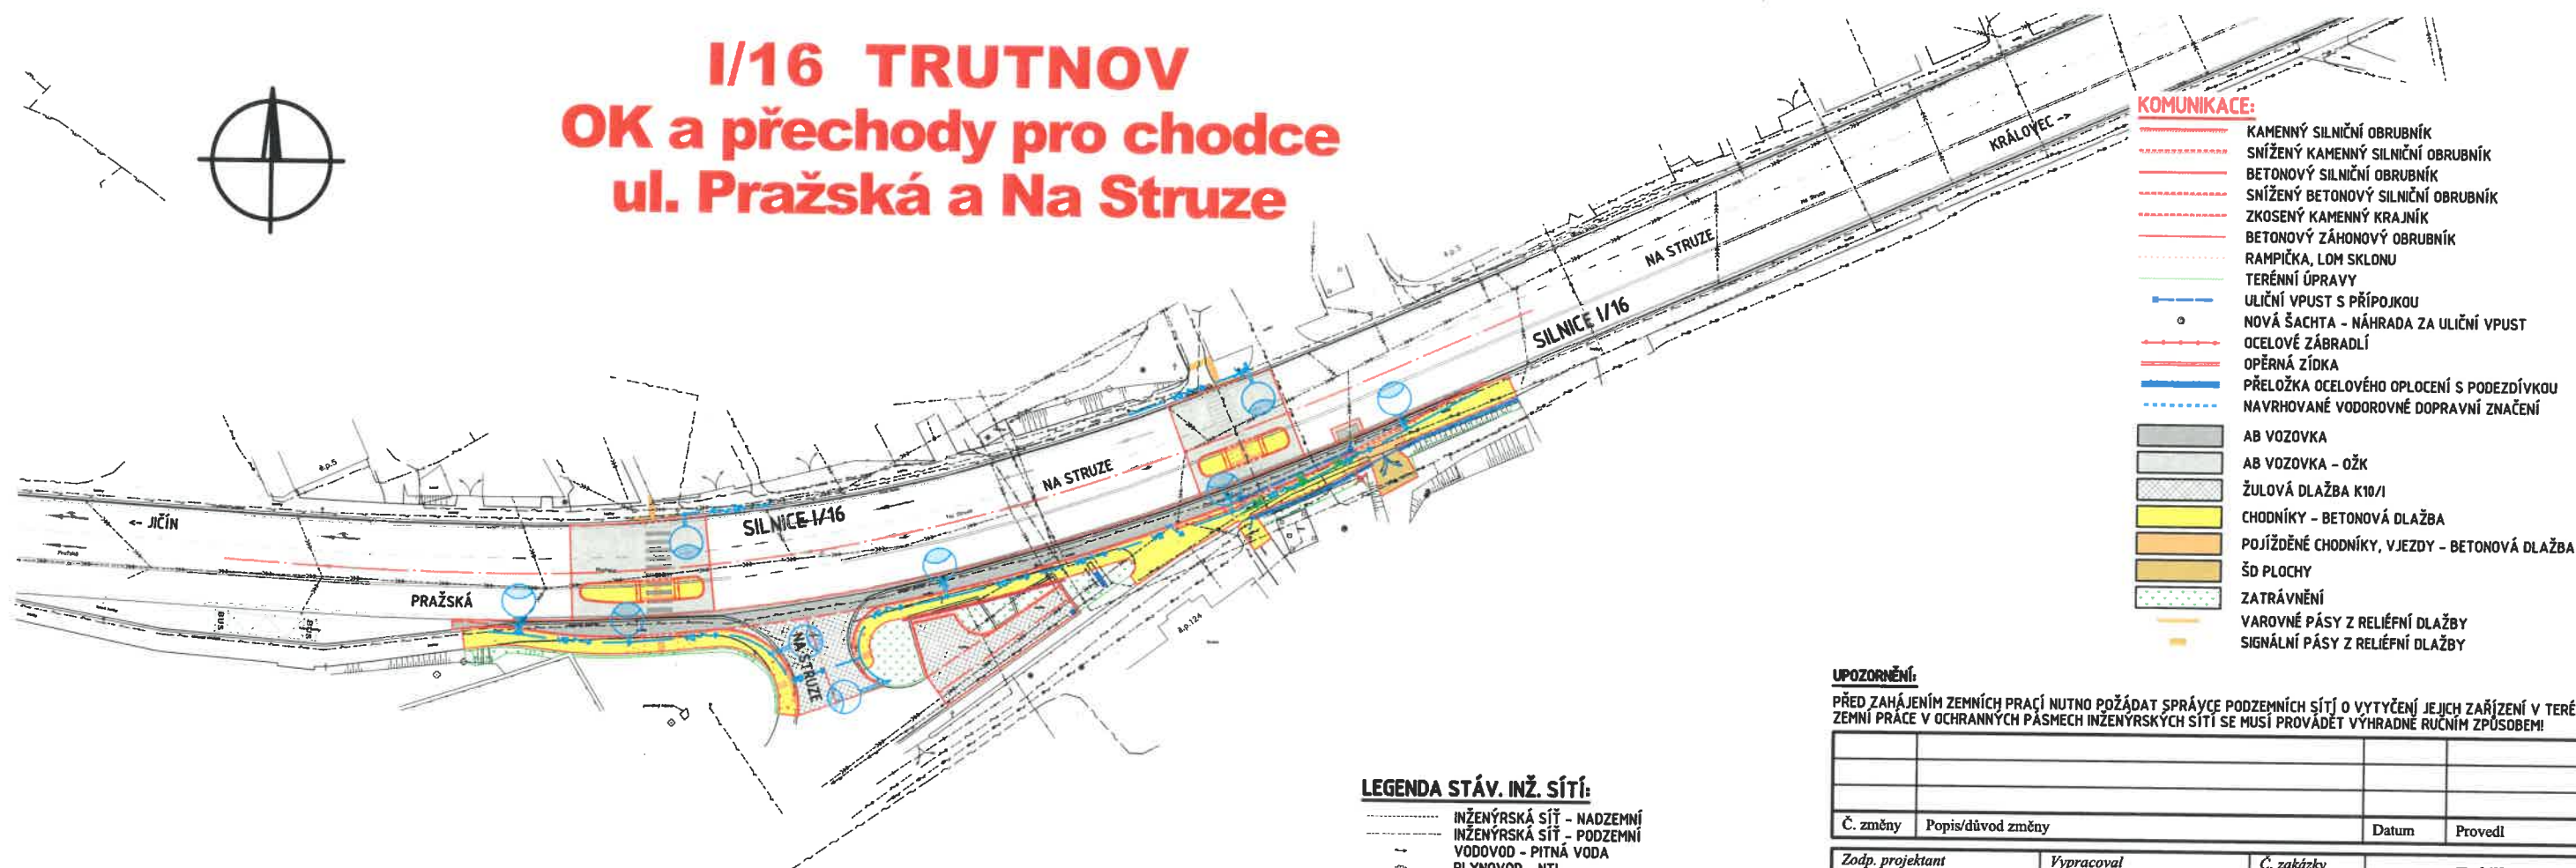 I/16 TRUTNOV
OK a přechody pro chodce
ul. Pražská a Na Struze
KRÁLOVEC ->
NA STRUZE
SILNICE I/16
č.p.5
<- JIČÍN
SILNICE I/16
NA STRUZE
PRAŽSKÁ
BUS
BUS
NA STRUZE
č.p.124
KOMUNIKACE:
KAMENNÝ SILNIČNÍ OBRUBNÍK
SNÍŽENÝ KAMENNÝ SILNIČNÍ OBRUBNÍK
BETONOVÝ SILNIČNÍ OBRUBNÍK
SNÍŽENÝ BETONOVÝ SILNIČNÍ OBRUBNÍK
ZKOSENÝ KAMENNÝ KRAJNÍK
BETONOVÝ ZÁHONOVÝ OBRUBNÍK
RAMPIČKA, LOM SKLONU
TERÉNNÍ ÚPRAVY
ULIČNÍ VPUST S PŘÍPOJKOU
NOVÁ ŠACHTA - NÁHRADA ZA ULIČNÍ VPUST
OCELOVÉ ZÁBRADLÍ
OPĚRNÁ ZÍDKA
PŘELOŽKA OCELOVÉHO OPLOCENÍ S PODEZDÍVKOU
NAVRHOVANÉ VODOROVNÉ DOPRAVNÍ ZNAČENÍ
AB VOZOVKA
AB VOZOVKA - OŽK
ŽULOVÁ DLAŽBA K10/I
CHODNÍKY - BETONOVÁ DLAŽBA
POJÍŽDĚNÉ CHODNÍKY, VJEZDY - BETONOVÁ DLAŽBA
ŠD PLOCHY
ZATRÁVNĚNÍ
VAROVNÉ PÁSY Z RELIÉFNÍ DLAŽBY
SIGNÁLNÍ PÁSY Z RELIÉFNÍ DLAŽBY
UPOZORNĚNÍ:
PŘED ZAHÁJENÍM ZEMNÍCH PRACÍ NUTNO POŽÁDAT SPRÁVCE PODZEMNÍCH SÍTÍ O VYTYČENÍ JEJICH ZAŘÍZENÍ V TERÉ
ZEMNÍ PRÁCE V OCHRANNÝCH PÁSMECH INŽENÝRSKÝCH SÍTÍ SE MUSÍ PROVÁDĚT VÝHRADNĚ RUČNÍM ZPŮSOBEM!
Č. změny Popis/důvod změny Datum Provedl
Zodp. projektant Vypracoval Č. zakázky
LEGENDA STÁV. INŽ. SÍTÍ:
INŽENÝRSKÁ SÍŤ - NADZEMNÍ
INŽENÝRSKÁ SÍŤ - PODZEMNÍ
VODOVOD - PITNÁ VODA
PLYNOVOD - NTL